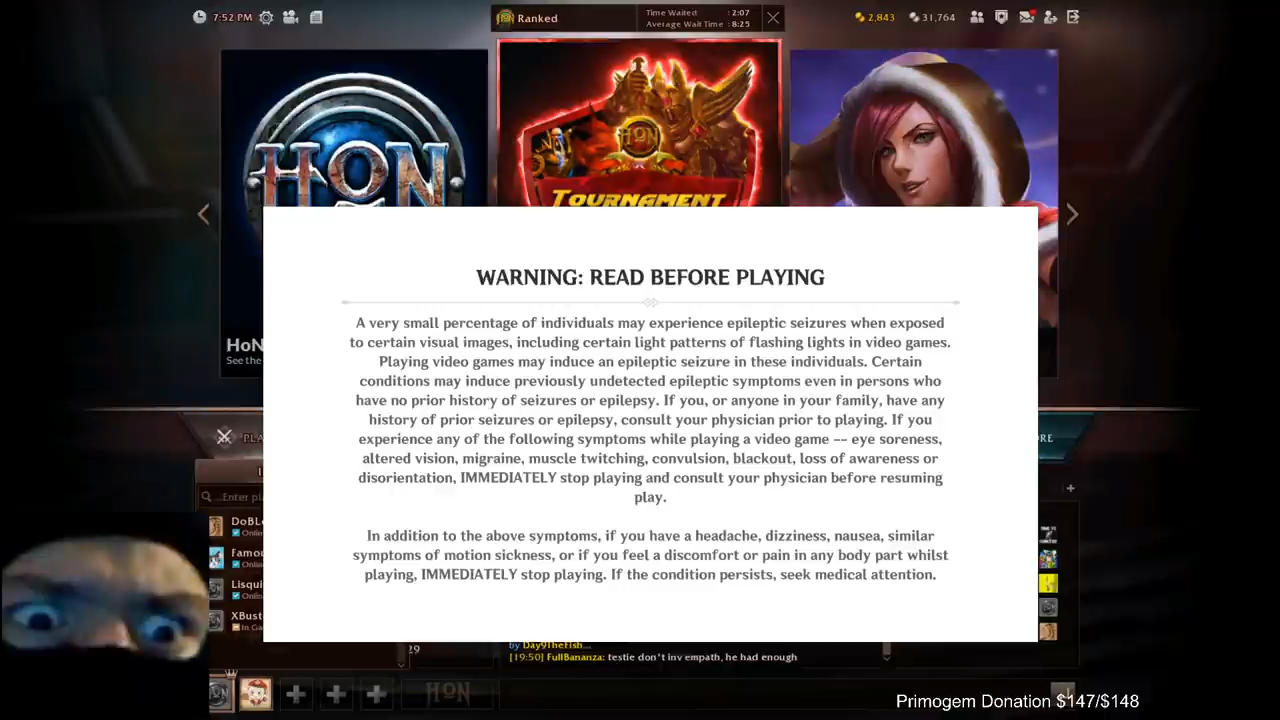 7:52 PM
Ranked
Time Waited : 2:07
Average Wait Time : 8:25
2,843
31,764
HON
HON
TOURNAMENT
WARNING: READ BEFORE PLAYING
A very small percentage of individuals may experience epileptic seizures when exposed
to certain visual images, including certain light patterns of flashing lights in video games.
Playing video games may induce an epileptic seizure in these individuals. Certain
conditions may induce previously undetected epileptic symptoms even in persons who
have no prior history of seizures or epilepsy. If you, or anyone in your family, have any
history of prior seizures or epilepsy, consult your physician prior to playing. If you
experience any of the following symptoms while playing a video game -- eye soreness,
altered vision, migraine, muscle twitching, convulsion, blackout, loss of awareness or
disorientation, IMMEDIATELY stop playing and consult your physician before resuming
play.
In addition to the above symptoms, if you have a headache, dizziness, nausea, similar
symptoms of motion sickness, or if you feel a discomfort or pain in any body part whilst
playing, IMMEDIATELY stop playing. If the condition persists, seek medical attention.
HoN
See the
PLA
ORE
Enter pl
DoBL
Onlin
Famou
Onlin
Lisqui
Onlin
XBust
In Ga
29
by Day9TheFish...
[19:50] FullBananza: testie don't inv empath, he had enough
HON
Primogem Donation $147/$148